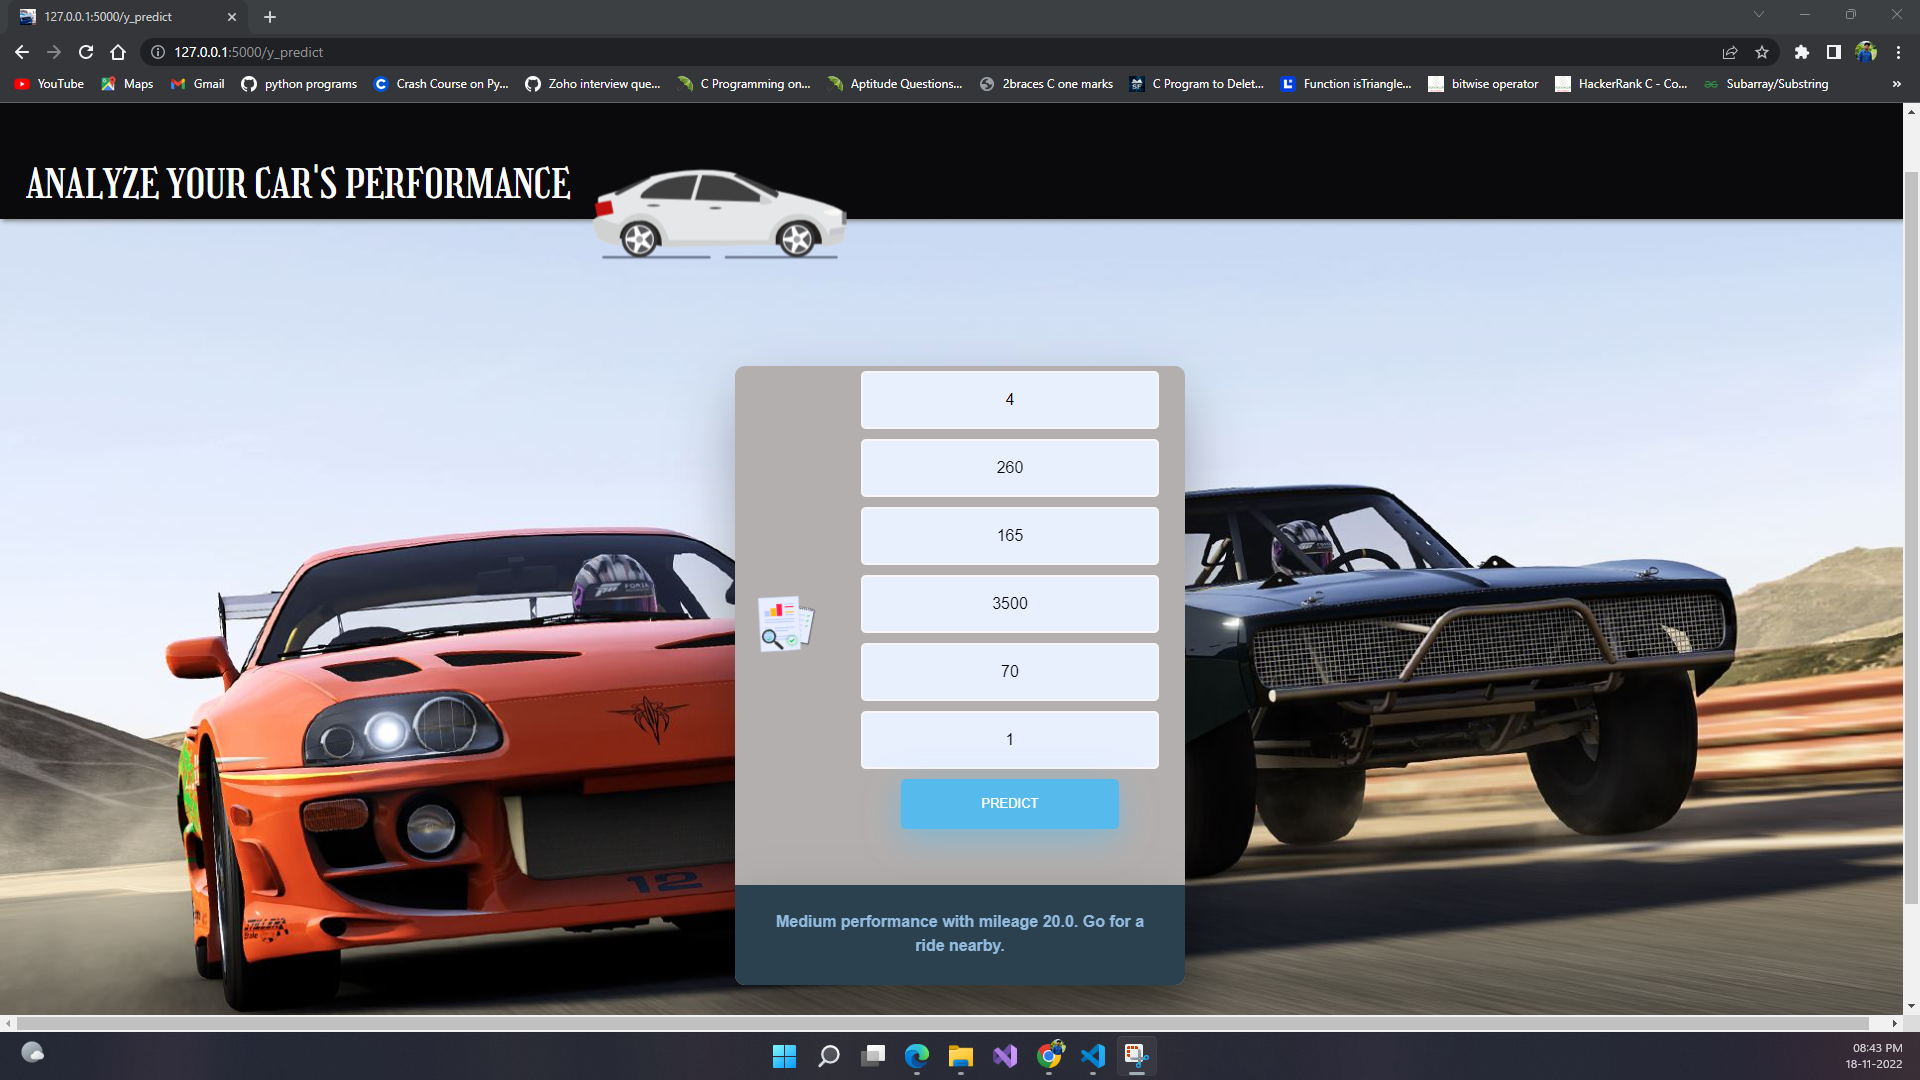 127.0.0.1:5000/y_predict
127.0.0.1:5000/y_predict
YouTube Maps Gmail python programs Crash Course on Py... Zoho interview que... C Programming on... Aptitude Questions... 2braces C one marks C Program to Delet... Function isTriangle... bitwise operator HackerRank C - Co... Subarray/Substring »
ANALYZE YOUR CAR'S PERFORMANCE
4
260
165
3500
70
1
PREDICT
12
Medium performance with mileage 20.0. Go for a
ride nearby.
08:43 PM
18-11-2022